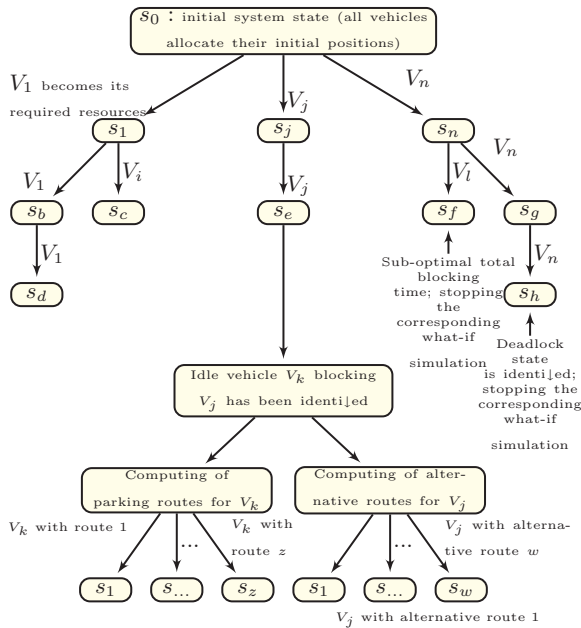 s0 : initial system state (all vehicles
allocate their initial positions)
V1 becomes its
required resources
Vj
Vn
s1
sj
sn
V1
Vi
Vj
Vl
Vn
sb
sc
se
sf
sg
V1
Vn
sd
sh
Sub-optimal total
blocking
time; stopping
the
corresponding
what-if
simulation
Deadlock
state
is identi↓ed;
stopping the
corresponding
what-if
simulation
Idle vehicle Vk blocking
Vj has been identi↓ed
Computing of
parking routes for Vk
Computing of alter-
native routes for Vj
Vk with route 1
...
Vk with
route z
...
Vj with alterna-
tive route w
s1
s...
sz
s1
s...
sw
Vj with alternative route 1